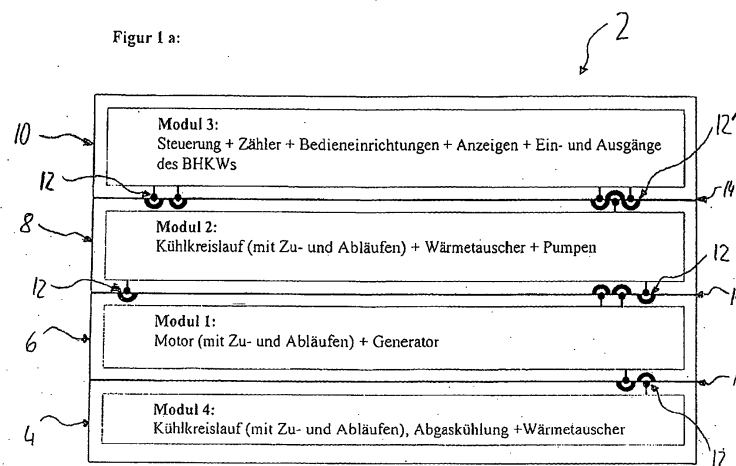 Figur 1 a:
2
10
Modul 3:
Steuerung + Zähler + Bedieneinrichtungen + Anzeigen + Ein- und Ausgänge
des BHKWs
12
12'
14
8
Modul 2:
Kühlkreislauf (mit Zu- und Abläufen) + Wärmetauscher + Pumpen
12
12
6
Modul 1:
Motor (mit Zu- und Abläufen) + Generator
4
Modul 4:
Kühlkreislauf (mit Zu- und Abläufen), Abgaskühlung +Wärmetauscher
12